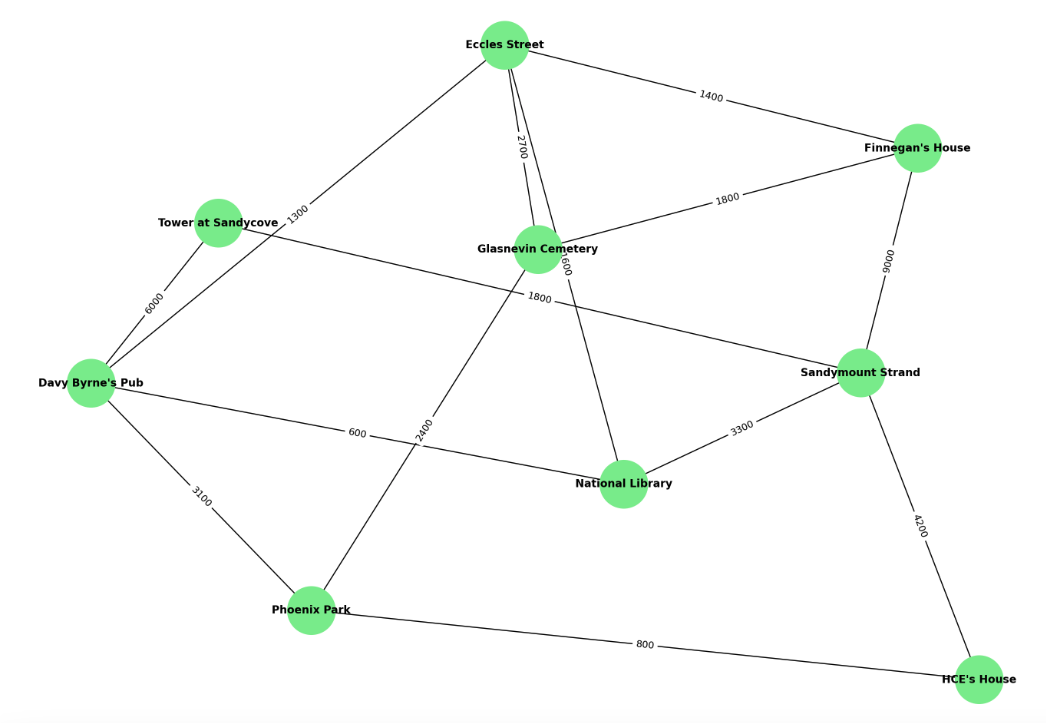 Eccles Street
1400
Finnegan's House
2700
1800
1300
Tower at Sandycove
Glasnevin Cemetery
1600
9000
1800
6000
Sandymount Strand
Davy Byrne's Pub
3300
600
2400
National Library
3100
4200
Phoenix Park
800
HCE's House